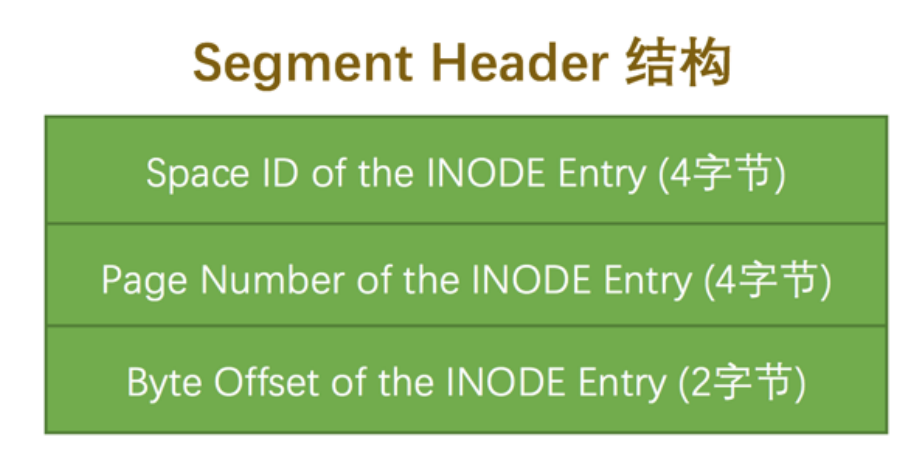 Segment Header 结构
Space ID of the INODE Entry (4字节)
Page Number of the INODE Entry (4字节)
Byte Offset of the INODE Entry (2字节)